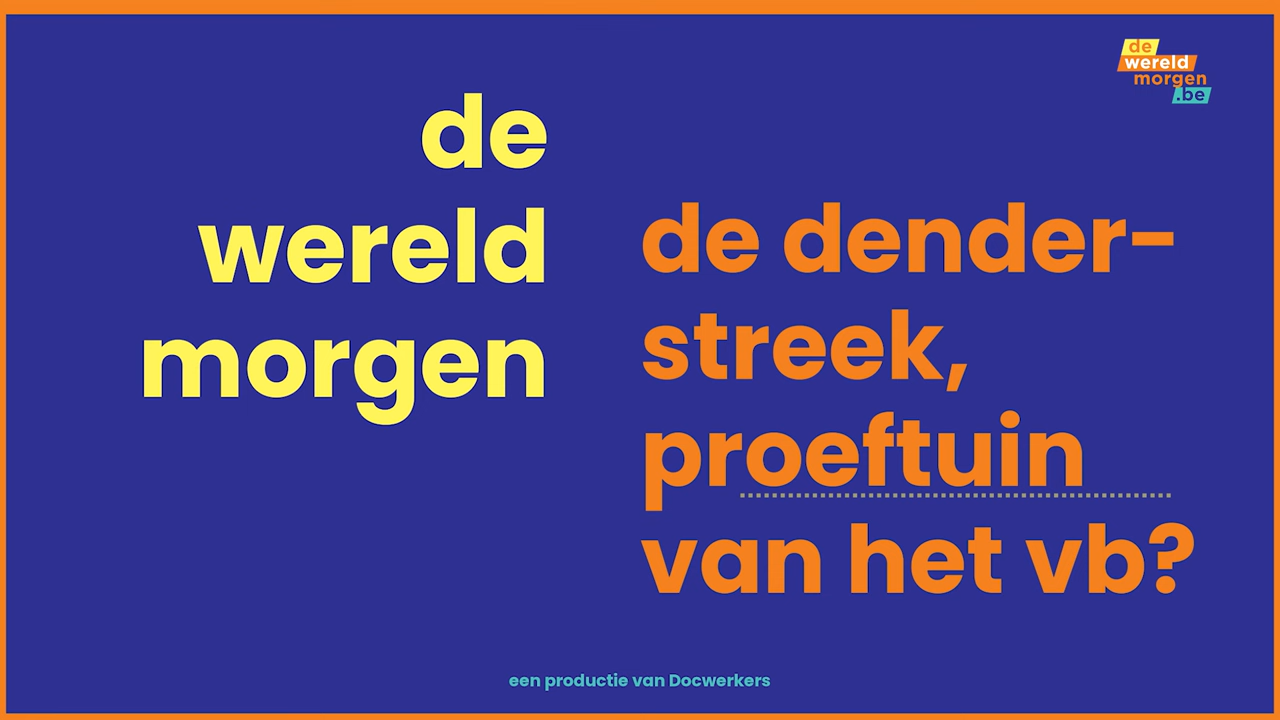 de
wereld
morgen
.be
de
wereld
morgen
de dender-
streek,
proeftuin
van het vb?
een productie van Docwerkers